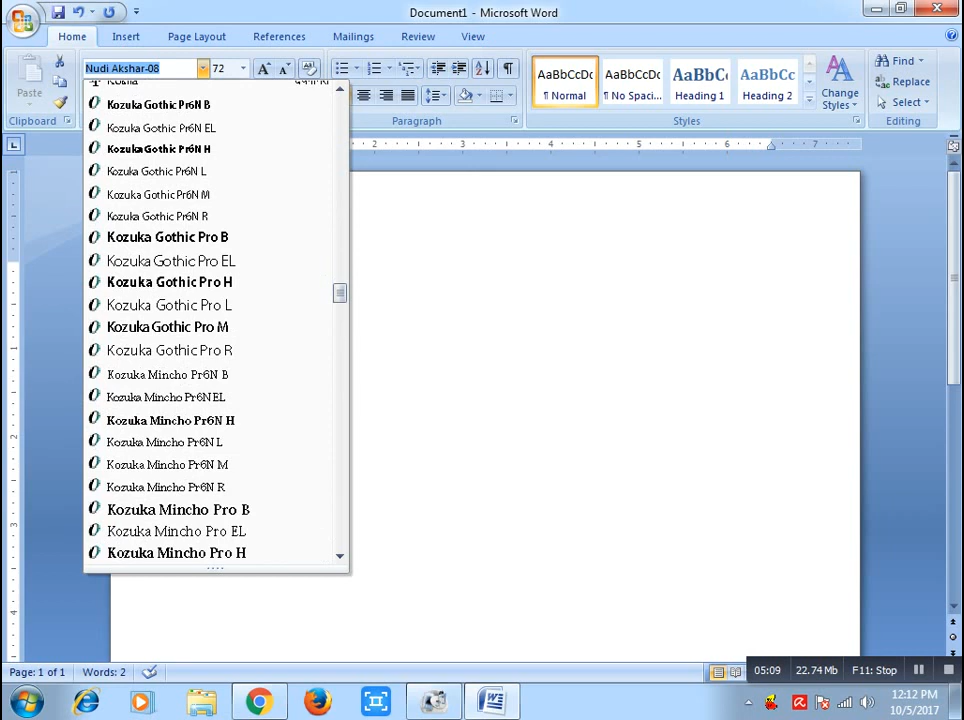 Document1 - Microsoft Word
Home Insert Page Layout References Mailings Review View
Nudi Akshar-08 72
Paste
Clipboard
Paragraph
AaBbCcDc AaBbCcDc AaBbC AaBbCc
¶ Normal ¶ No Spaci... Heading 1 Heading 2
Change
Styles
Styles
Find
Replace
Select
Editing
2 3 4 5 6 7
Kozuka Gothic Pr6N B
Kozuka Gothic Pr6N EL
Kozuka Gothic Pr6N H
Kozuka Gothic Pr6N L
Kozuka Gothic Pr6N M
Kozuka Gothic Pr6N R
Kozuka Gothic Pro B
Kozuka Gothic Pro EL
Kozuka Gothic Pro H
Kozuka Gothic Pro L
Kozuka Gothic Pro M
Kozuka Gothic Pro R
Kozuka Mincho Pr6N B
Kozuka Mincho Pr6N EL
Kozuka Mincho Pr6N H
Kozuka Mincho Pr6N L
Kozuka Mincho Pr6N M
Kozuka Mincho Pr6N R
Kozuka Mincho Pro B
Kozuka Mincho Pro EL
Kozuka Mincho Pro H
Page: 1 of 1 Words: 2
05:09 22.74 Mb F11: Stop
12:12 PM
10/5/2017